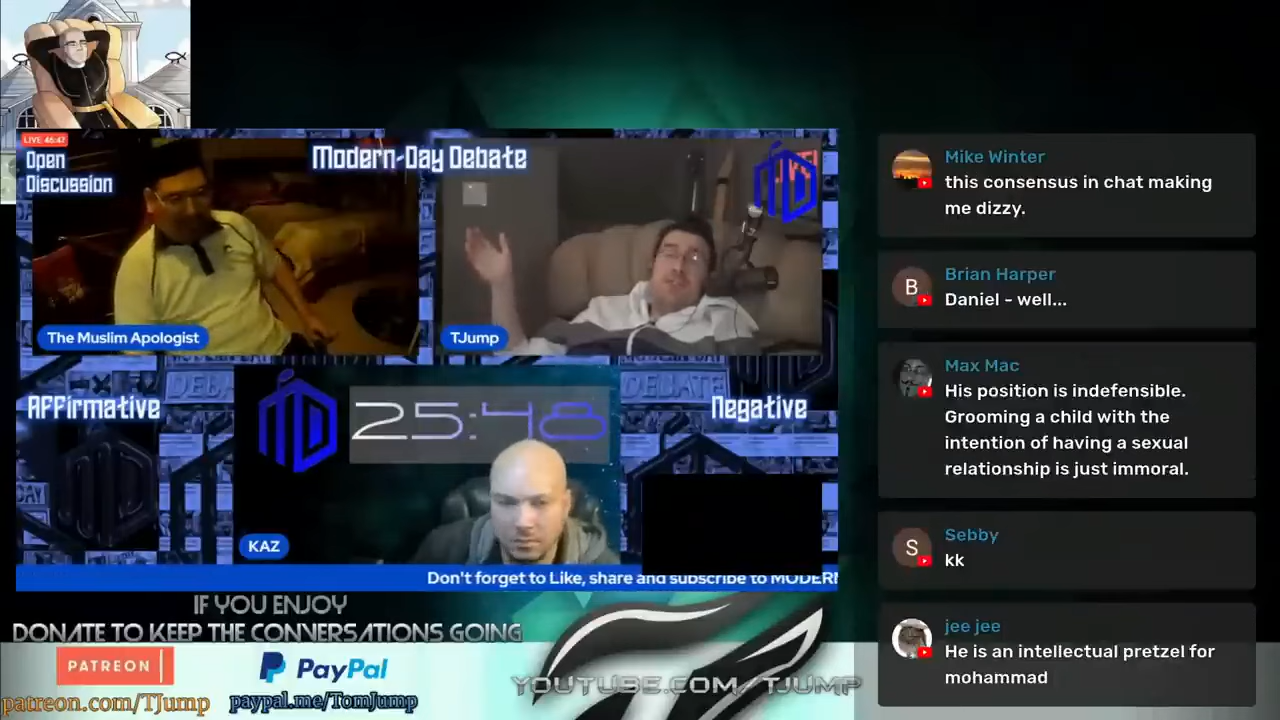 LIVE 46:47
Open
Discussion
Modern-Day Debate
The Muslim Apologist
TJump
Affirmative
Negative
DEBATE
DEBATE
25:48
KAZ
Don't forget to Like, share and subscribe to MODER
IF YOU ENJOY
DONATE TO KEEP THE CONVERSATIONS GOING
PATREON
PayPal
patreon.com/TJump
paypal.me/TomJump
YOUTUBE.COM/TJUMP
Mike Winter
this consensus in chat making
me dizzy.
B
Brian Harper
Daniel - well...
Max Mac
His position is indefensible.
Grooming a child with the
intention of having a sexual
relationship is just immoral.
S
Sebby
kk
jee jee
He is an intellectual pretzel for
mohammad